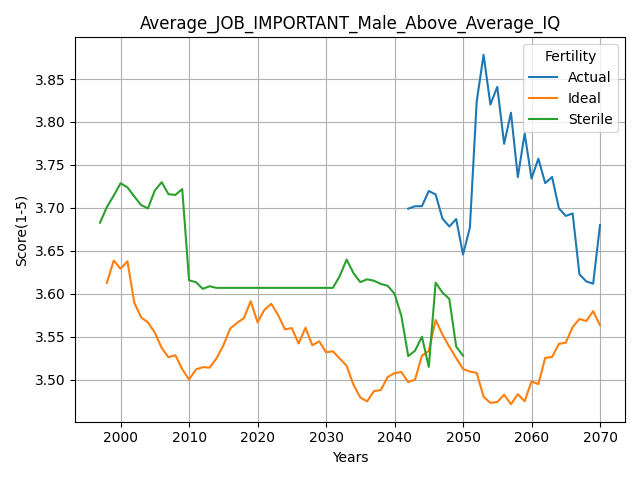 Average_JOB_IMPORTANT_Male_Above_Average_IQ
Fertility
Actual
Ideal
Sterile
Score(1-5)
3.85
3.80
3.75
3.70
3.65
3.60
3.55
3.50
2000 2010 2020 2030 2040 2050 2060 2070
Years